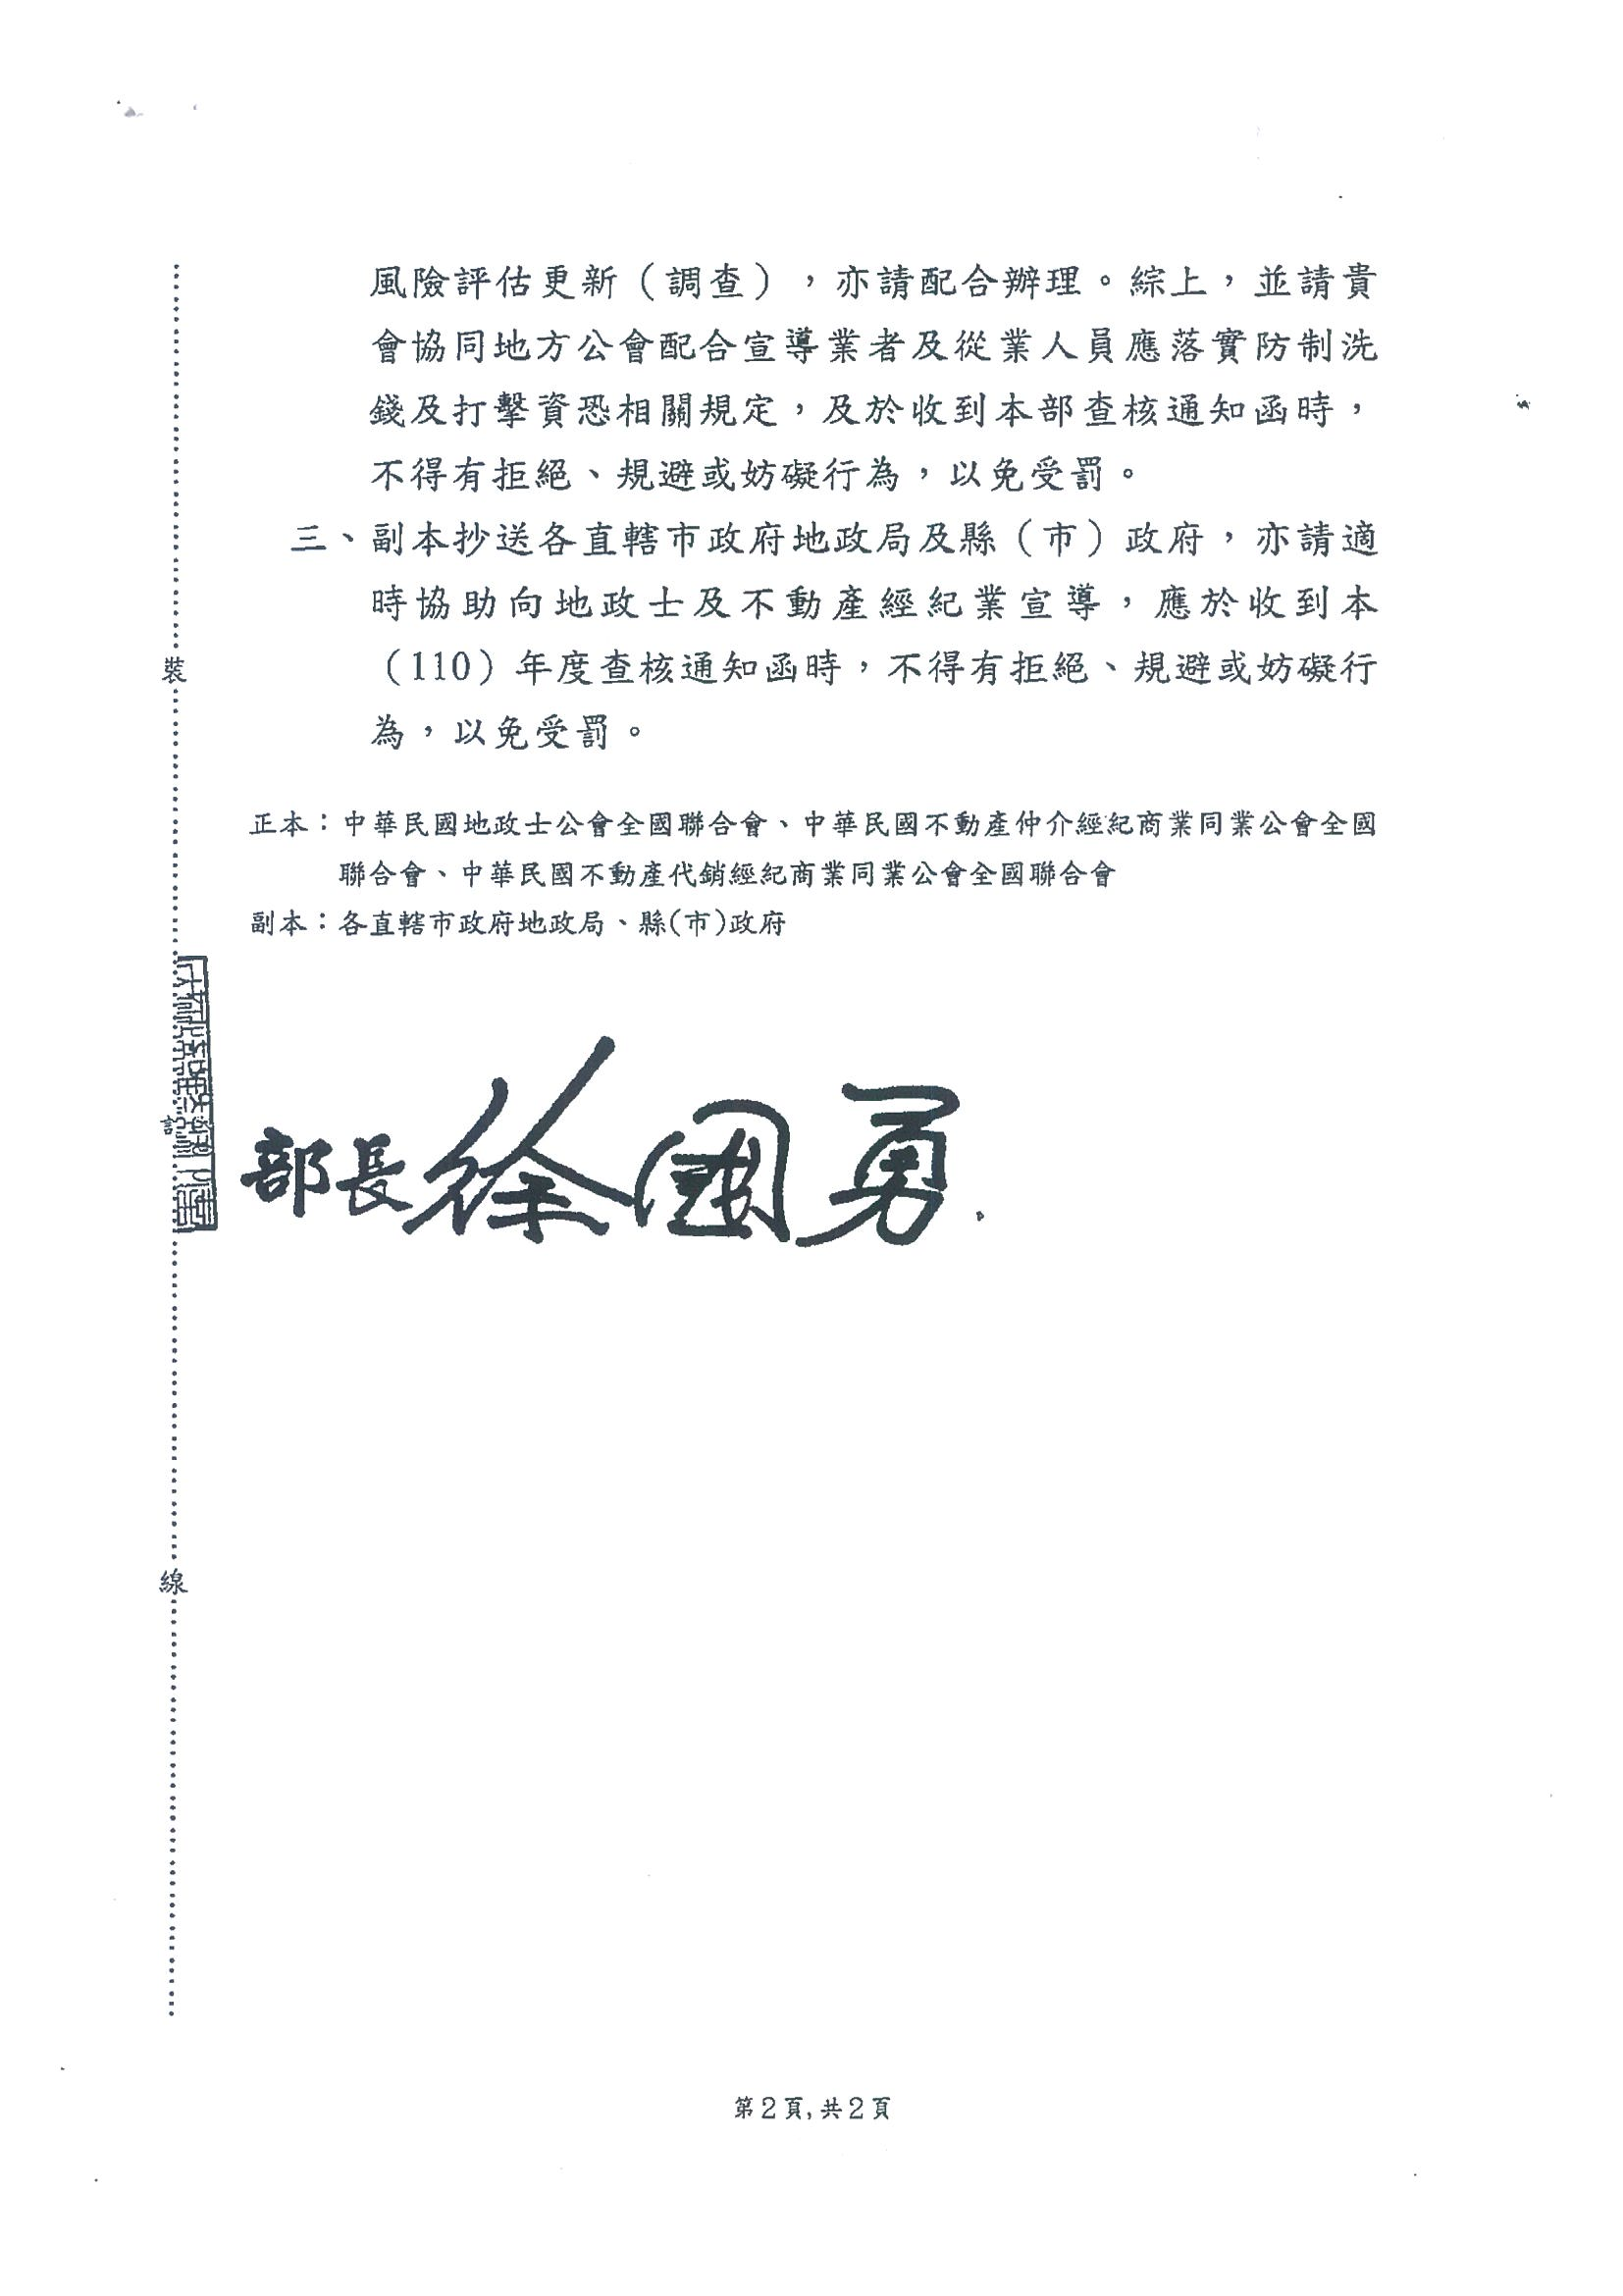 風險評估更新（調查），亦請配合辦理。綜上，並請貴
會協同地方公會配合宣導業者及從業人員應落實防制洗
錢及打擊資恐相關規定，及於收到本部查核通知函時，
不得有拒絕、規避或妨礙行為，以免受罰。
三、副本抄送各直轄市政府地政局及縣（市）政府，亦請適
時協助向地政士及不動產經紀業宣導，應於收到本
（110）年度查核通知函時，不得有拒絕、規避或妨礙行
為，以免受罰。
裝
正本：中華民國地政士公會全國聯合會、中華民國不動產仲介經紀商業同業公會全國
聯合會、中華民國不動產代銷經紀商業同業公會全國聯合會
副本：各直轄市政府地政局、縣(市)政府
訂
部長徐國勇
線
第2頁,共2頁